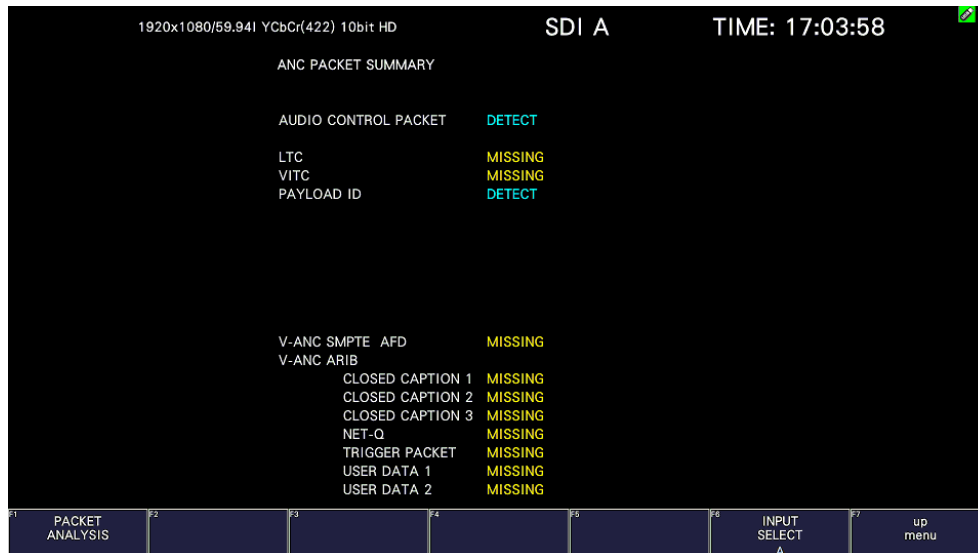 1920x1080/59.94I YCbCr(422) 10bit HD SDI A TIME: 17:03:58
ANC PACKET SUMMARY
AUDIO CONTROL PACKET DETECT
LTC MISSING
VITC MISSING
PAYLOAD ID DETECT
V-ANC SMPTE AFD MISSING
V-ANC ARIB
CLOSED CAPTION 1 MISSING
CLOSED CAPTION 2 MISSING
CLOSED CAPTION 3 MISSING
NET-Q MISSING
TRIGGER PACKET MISSING
USER DATA 1 MISSING
USER DATA 2 MISSING
F1 F2 F3 F4 F5 F6 F7
PACKET INPUT up
ANALYSIS SELECT menu
A